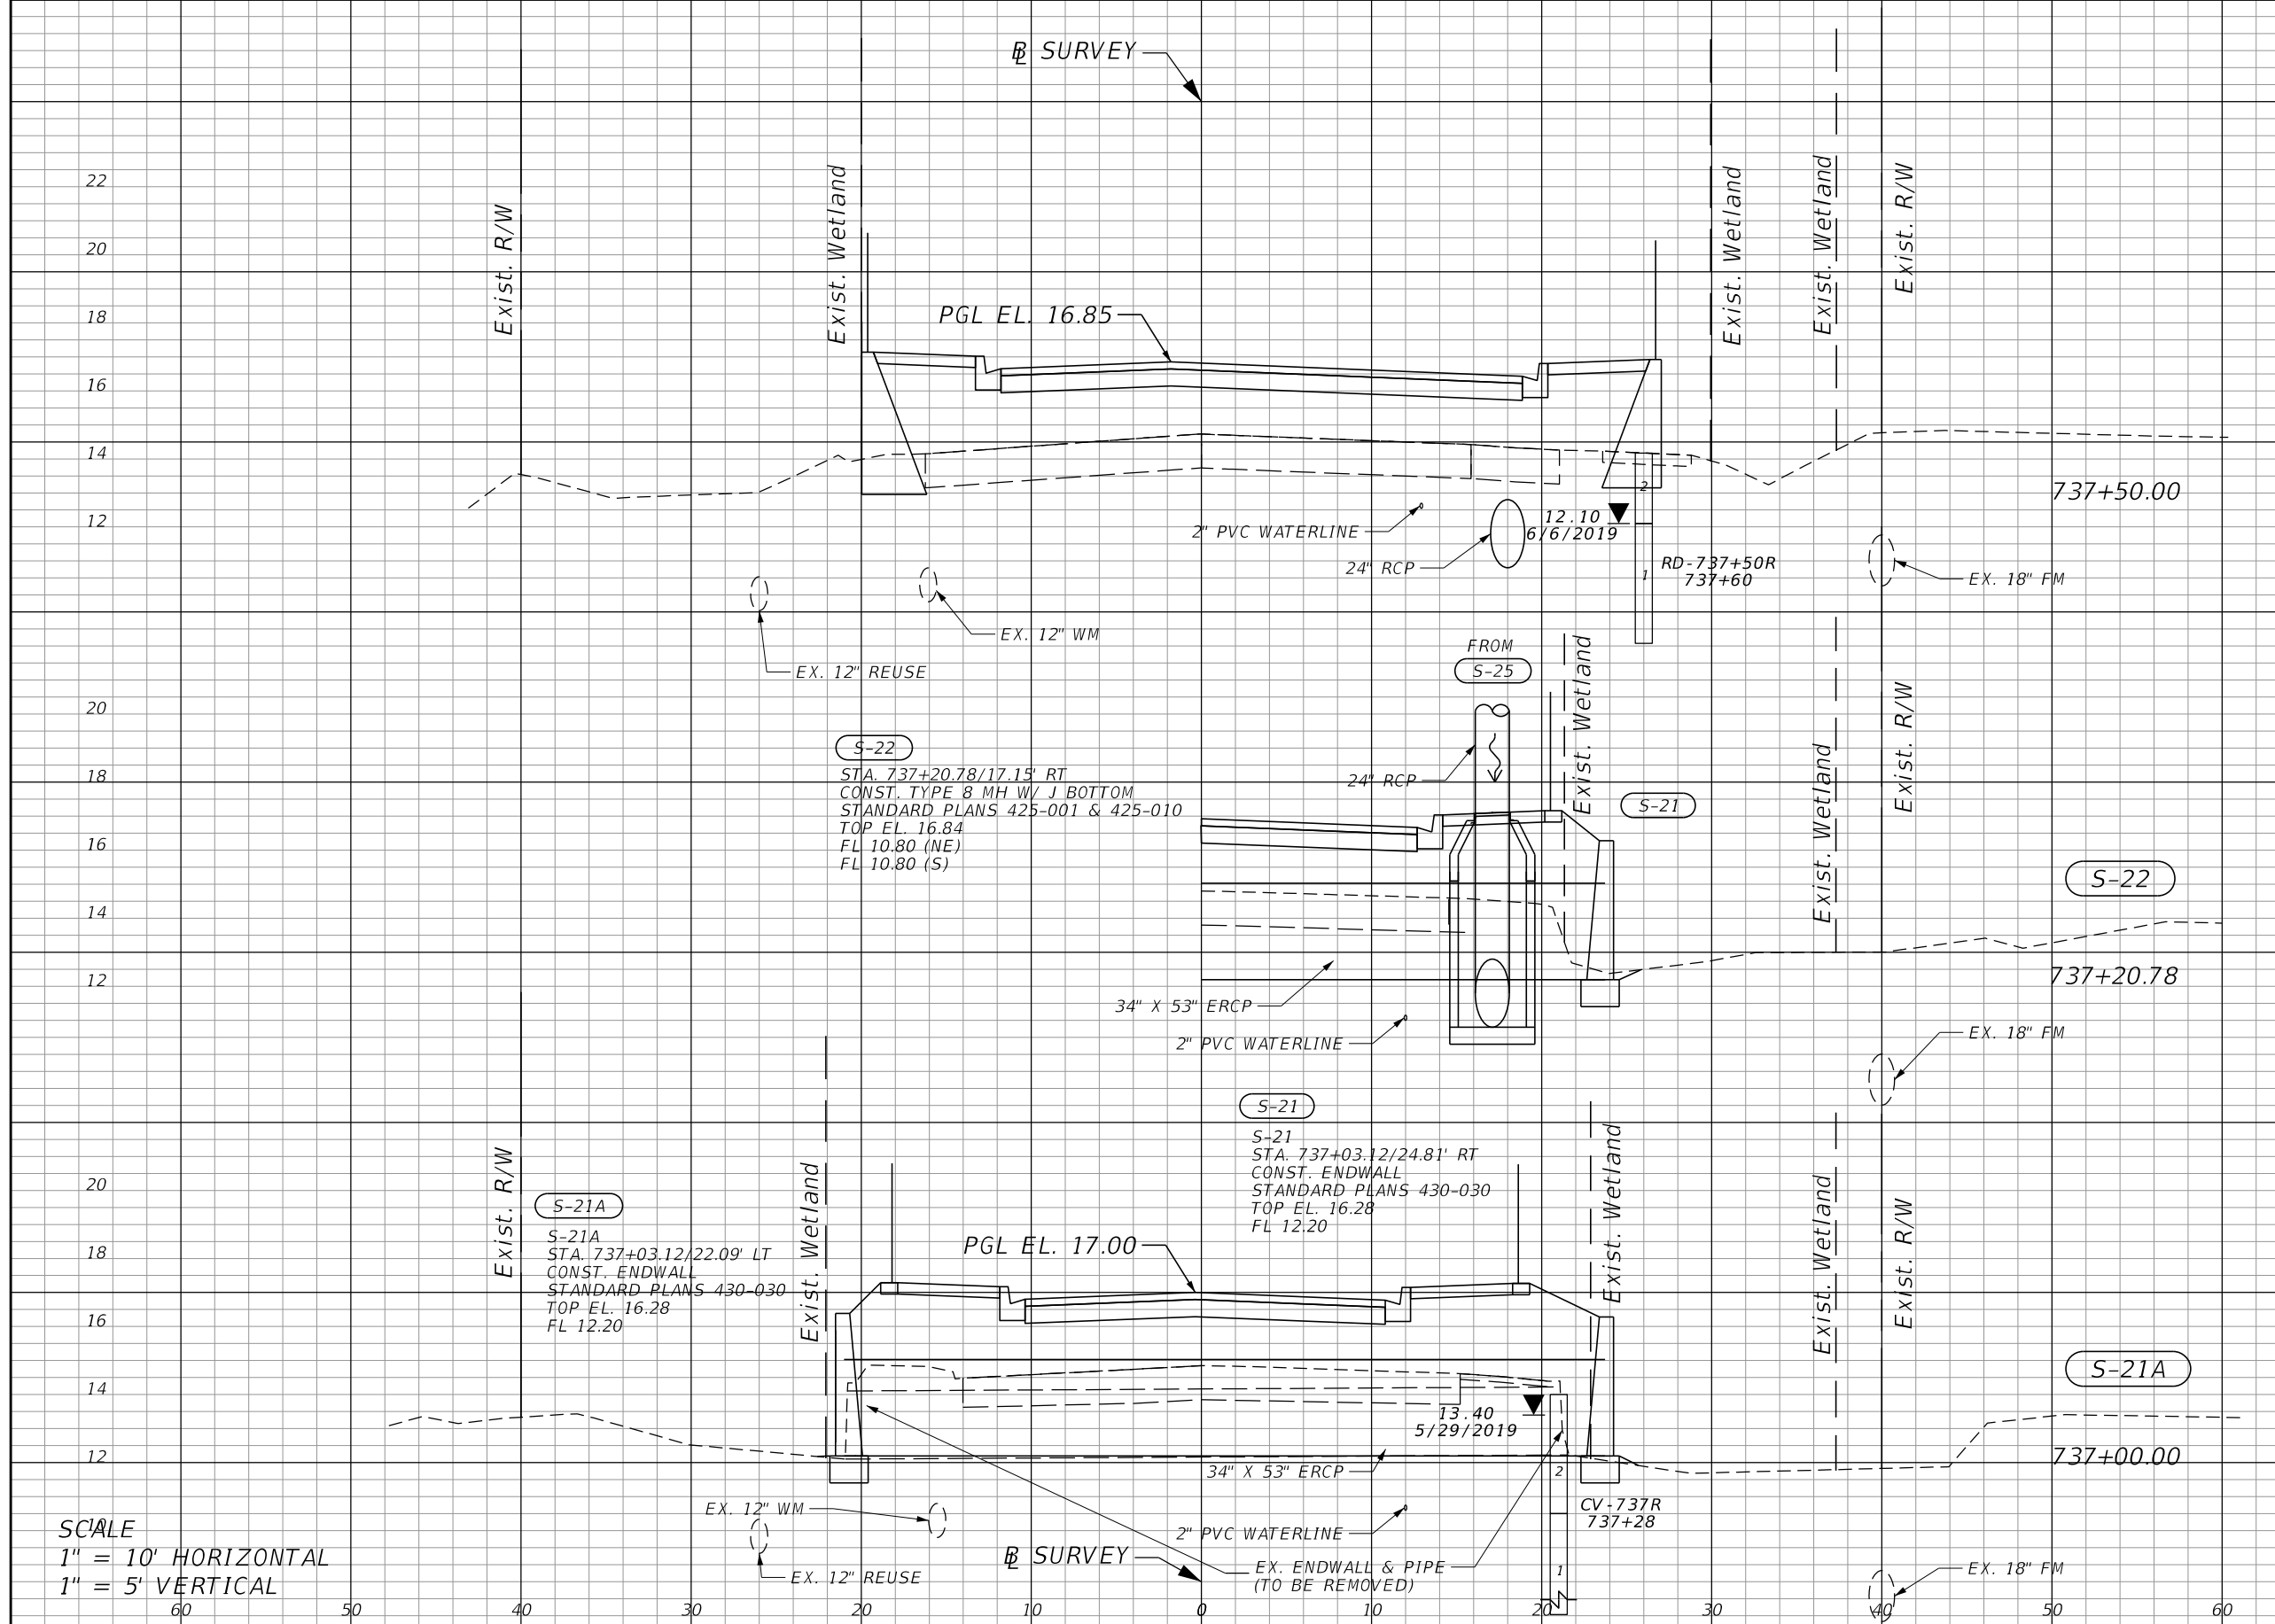 ℄ SURVEY
Exist. R/W
Exist. Wetland
Exist. Wetland
Exist. Wetland
Exist. R/W
22
20
18
16
14
12
PGL EL. 16.85
737+50.00
2" PVC WATERLINE
24" RCP
12.10
6/6/2019
2
1
RD-737+50R
737+60
EX. 18" FM
EX. 12" WM
EX. 12" REUSE
FROM
S-25
Exist. Wetland
Exist. Wetland
Exist. R/W
20
18
16
14
12
S-22
STA. 737+20.78/17.15' RT
CONST. TYPE 8 MH W/ J BOTTOM
STANDARD PLANS 425-001 & 425-010
TOP EL. 16.84
FL 10.80 (NE)
FL 10.80 (S)
24" RCP
S-21
S-22
737+20.78
34" X 53" ERCP
2" PVC WATERLINE
EX. 18" FM
S-21
S-21
STA. 737+03.12/24.81' RT
CONST. ENDWALL
STANDARD PLANS 430-030
TOP EL. 16.28
FL 12.20
Exist. R/W
Exist. Wetland
Exist. Wetland
Exist. Wetland
Exist. R/W
S-21A
S-21A
STA. 737+03.12/22.09' LT
CONST. ENDWALL
STANDARD PLANS 430-030
TOP EL. 16.28
FL 12.20
20
18
16
14
12
10
PGL EL. 17.00
S-21A
737+00.00
13.40
5/29/2019
34" X 53" ERCP
2
1
CV-737R
737+28
EX. 12" WM
2" PVC WATERLINE
EX. 12" REUSE
℄ SURVEY
EX. ENDWALL & PIPE
(TO BE REMOVED)
EX. 18" FM
SCALE
1" = 10' HORIZONTAL
1" = 5' VERTICAL
60 50 40 30 20 10 0 10 20 30 40 50 60